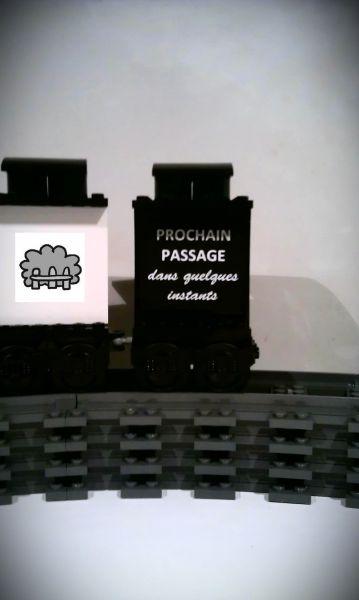 PROCHAIN
PASSAGE
dans quelques
instants